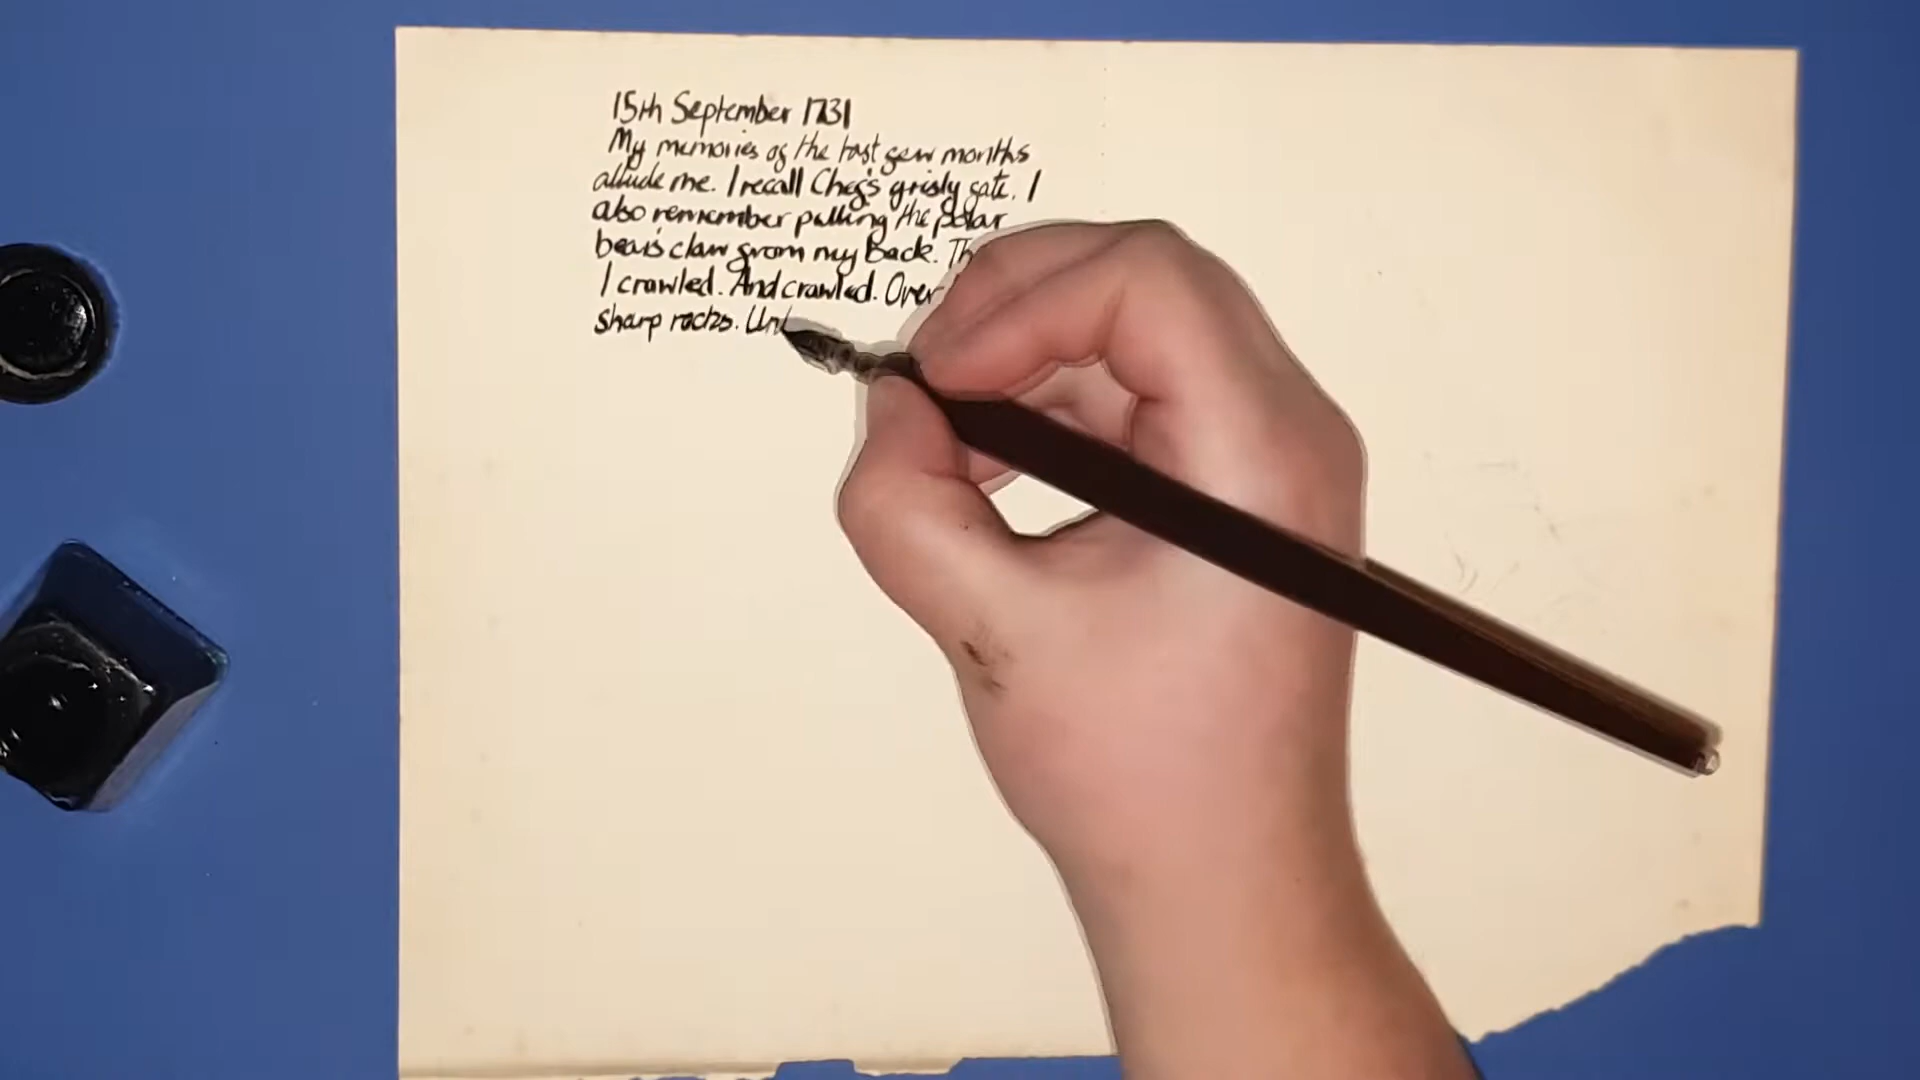 15th September 1731
My memories of the last few months
allude me. I recall Cheg's grisly fate. I
also remember pulling the polar
bear's claw from my Back. Th
I crawled. And crawled. Over
sharp rocks. Unt